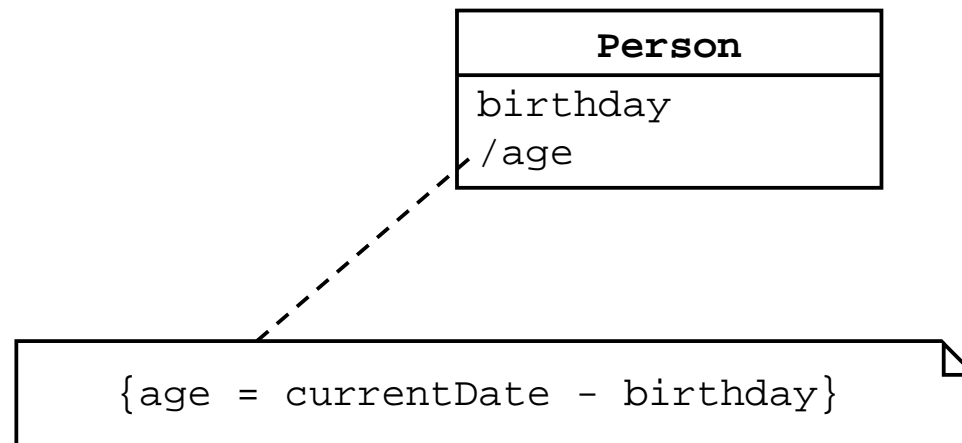 Person
birthday
/age
{age = currentDate - birthday}